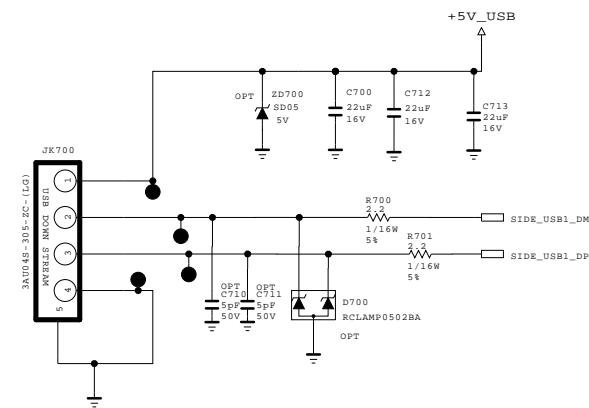 +5V_USB
OPT
ZD700
SD05
5V
C700
22uF
16V
C712
22uF
16V
C713
22uF
16V
JK700
3AU04S-305-ZC-(LG)
USB DOWN STREAM
1
2
3
4
5
R700
2.2
1/16W
5%
SIDE_USB1_DM
R701
2.2
1/16W
5%
SIDE_USB1_DP
OPT
C710
5pF
50V
OPT
C711
5pF
50V
D700
RCLAMP0502BA
OPT